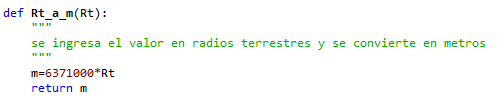 def Rt_a_m(Rt):
    """
    se ingresa el valor en radios terrestres y se convierte en metros
    """
    m=6371000*Rt
    return m